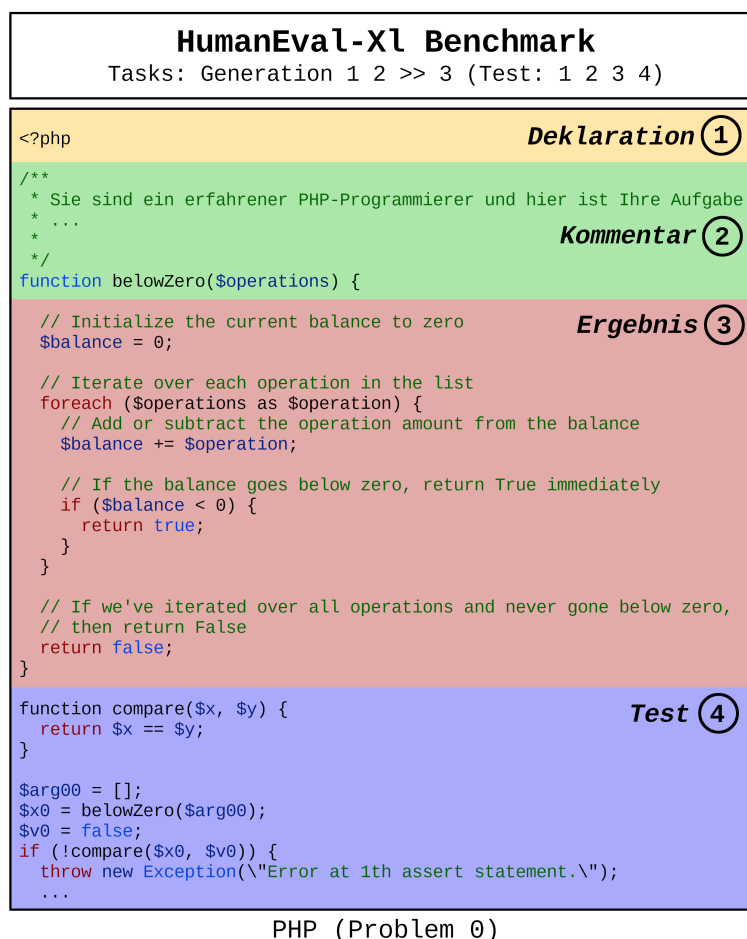 HumanEval-Xl Benchmark
Tasks: Generation 1 2 >> 3 (Test: 1 2 3 4)
<?php
Deklaration 1
/**
 * Sie sind ein erfahrener PHP-Programmierer und hier ist Ihre Aufgabe
 * ...
 *
Kommentar 2
 */
function belowZero($operations) {
  // Initialize the current balance to zero
Ergebnis 3
  $balance = 0;
  // Iterate over each operation in the list
  foreach ($operations as $operation) {
    // Add or subtract the operation amount from the balance
    $balance += $operation;
    // If the balance goes below zero, return True immediately
    if ($balance < 0) {
      return true;
    }
  }
  // If we've iterated over all operations and never gone below zero,
  // then return False
  return false;
}
function compare($x, $y) {
Test 4
  return $x == $y;
}
$arg00 = [];
$x0 = belowZero($arg00);
$v0 = false;
if (!compare($x0, $v0)) {
  throw new Exception(\"Error at 1th assert statement.\");
  ...
PHP (Problem 0)